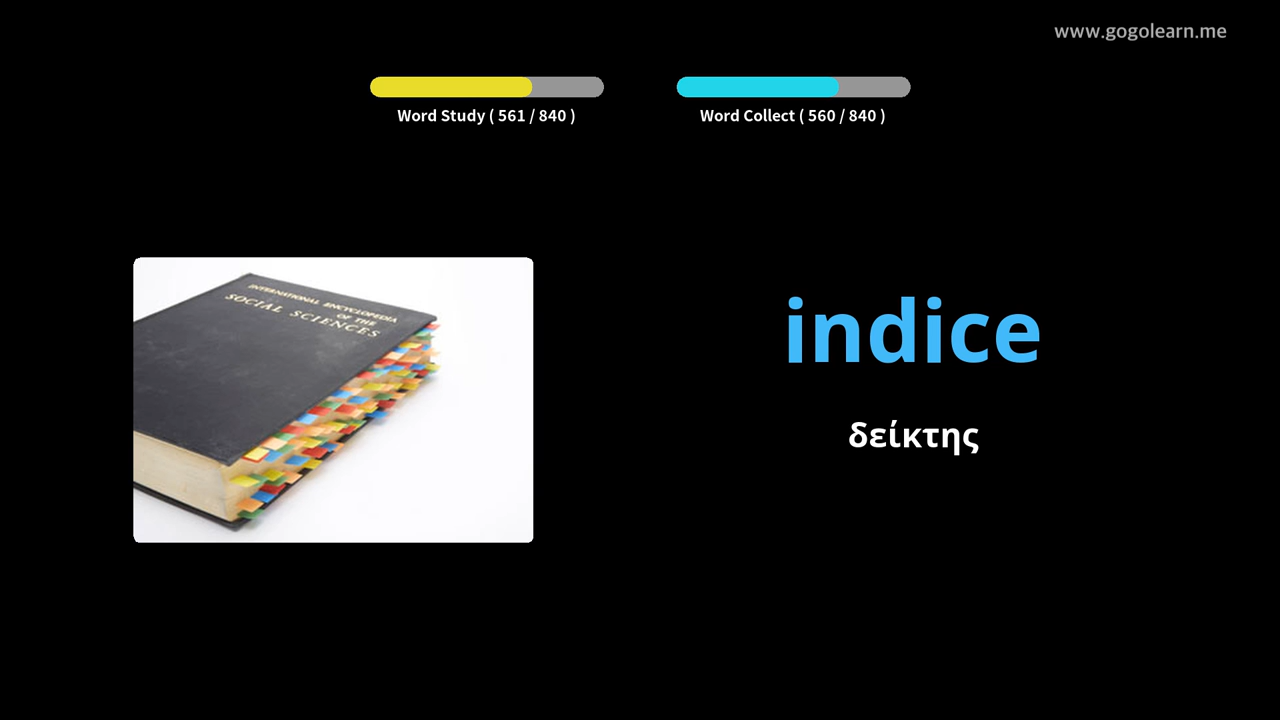 www.gogolearn.me
Word Study ( 561 / 840 )
Word Collect ( 560 / 840 )
INTERNATIONAL ENCYCLOPEDIA
OF THE
SOCIAL SCIENCES
indice
δείκτης